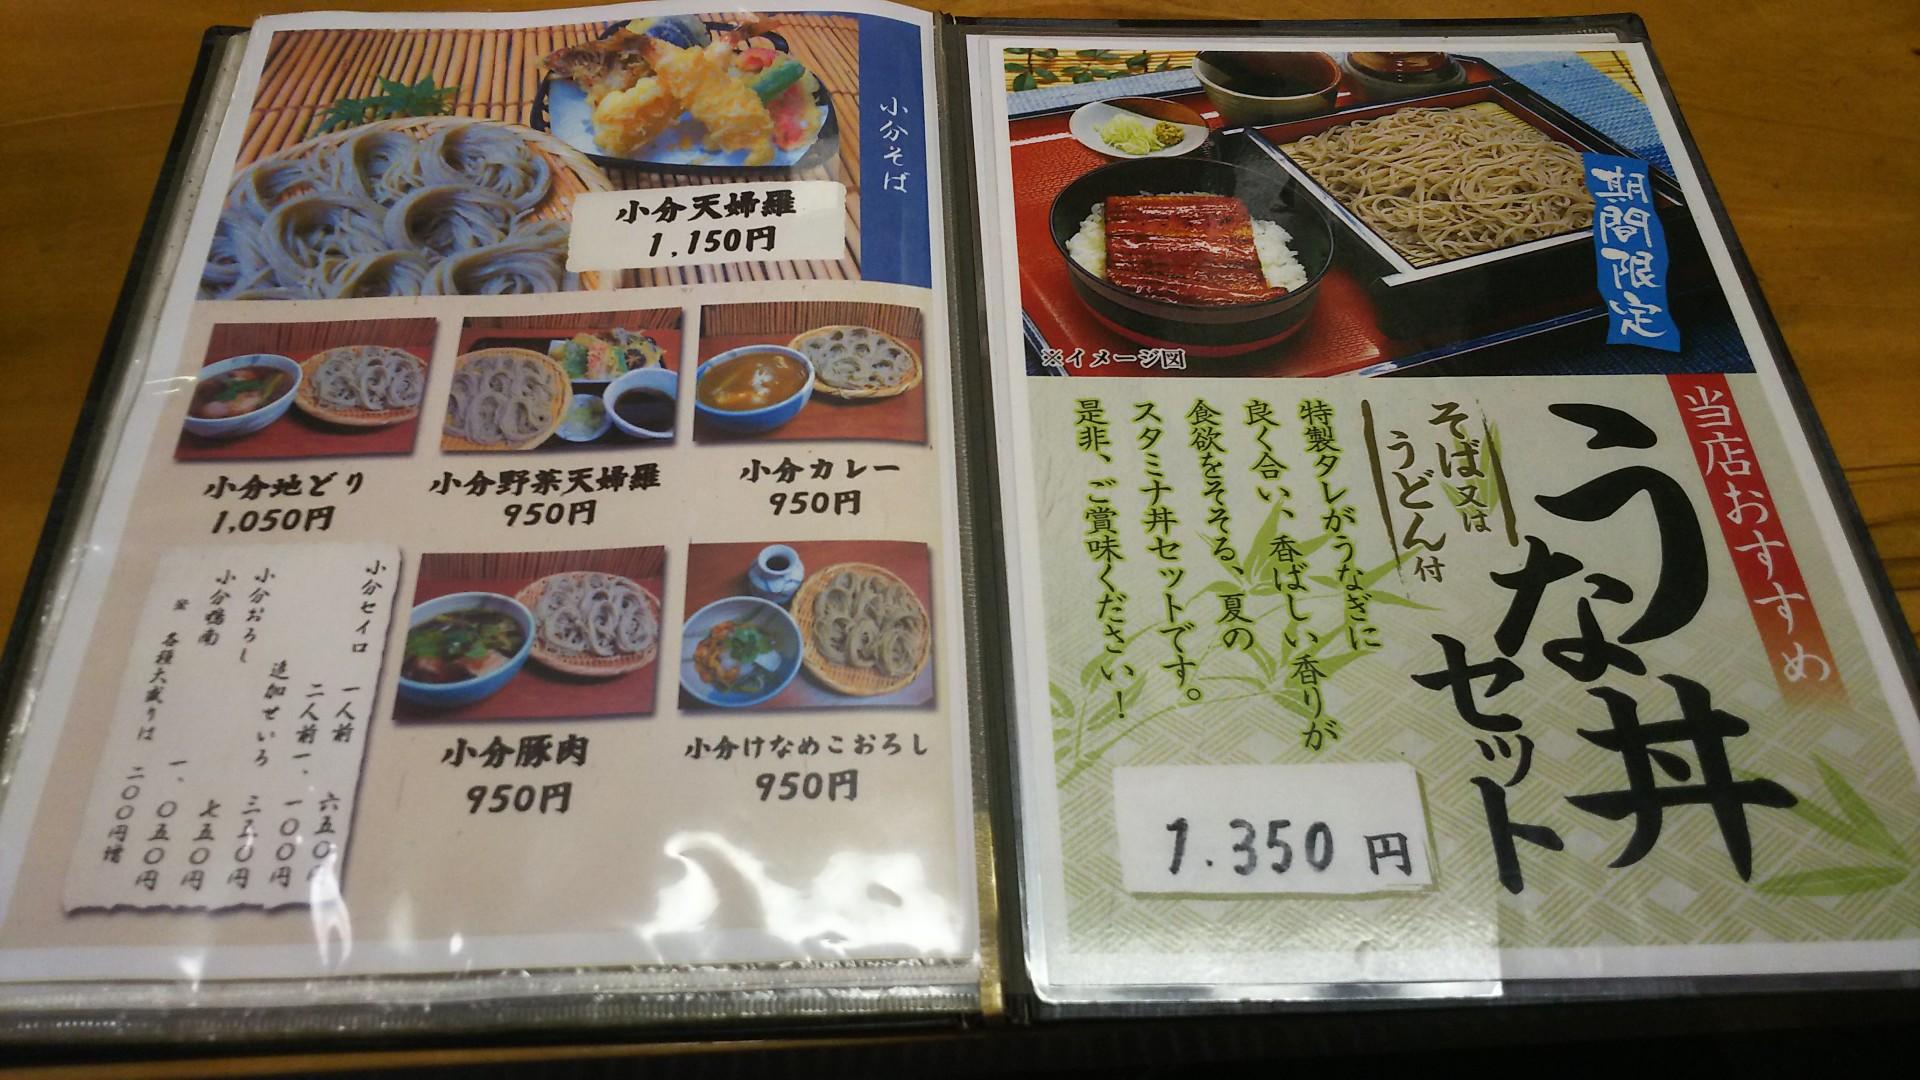 小分そば
小分天婦羅
1,150円
小分地どり
1,050円
小分野菜天婦羅
950円
小分カレー
950円
小分豚肉
950円
小分けなめこおろし
950円
小分セイロ
一人前 六五〇円
二人前 一、一〇〇円
追加せいろ 三五〇円
小分おろし 七五〇円
小分鴨南 一、〇五〇円
各種大盛りは 二〇〇円増
期間限定
※イメージ図
当店おすすめ
うな丼
セット
そば又は
うどん付
特製タレがうなぎに
良く合い、香ばしい香りが
食欲をそそる、夏の
スタミナ丼セットです。
是非、ご賞味ください！
1.350円